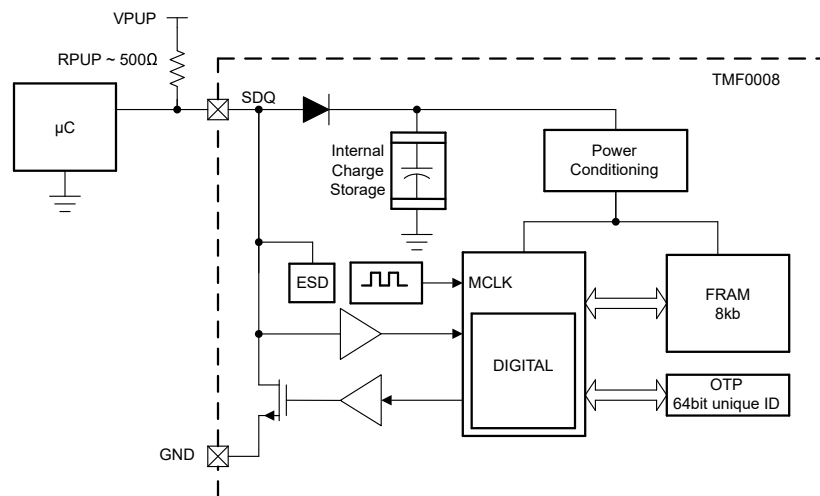 VPUP
RPUP ~ 500Ω
TMF0008
SDQ
µC
Internal
Charge
Storage
Power
Conditioning
ESD
MCLK
FRAM
8kb
DIGITAL
OTP
64bit unique ID
GND